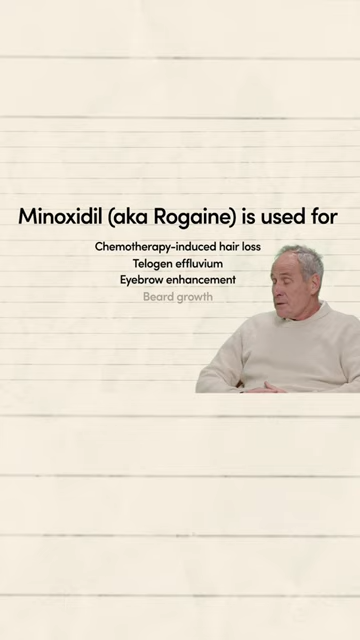 Minoxidil (aka Rogaine) is used for
Chemotherapy-induced hair loss
Telogen effluvium
Eyebrow enhancement
Beard growth